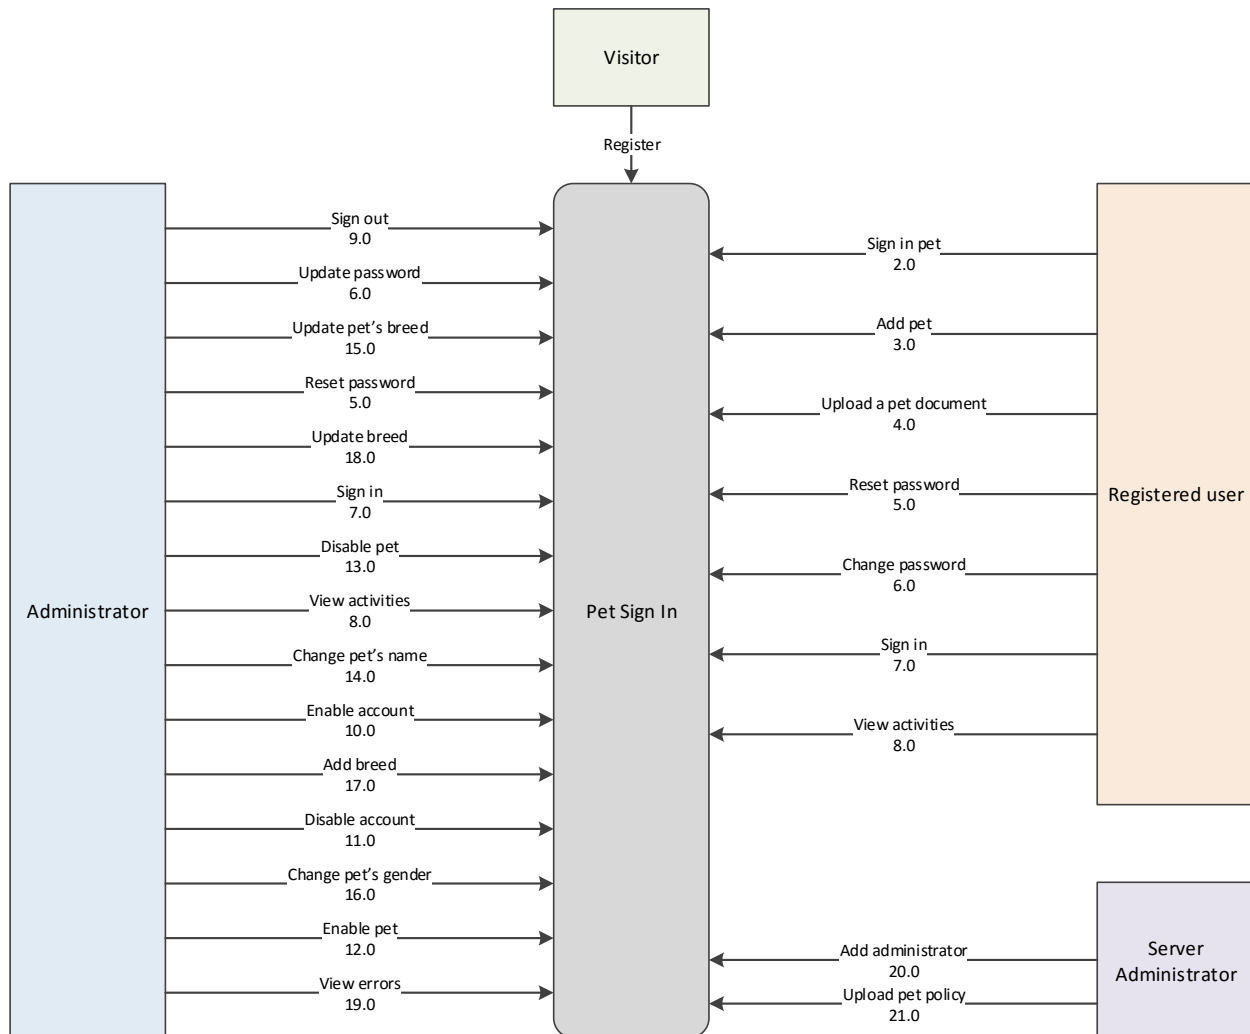 Visitor
Register
Administrator
Sign out
9.0
Update password
6.0
Update pet’s breed
15.0
Reset password
5.0
Update breed
18.0
Sign in
7.0
Disable pet
13.0
View activities
8.0
Change pet’s name
14.0
Enable account
10.0
Add breed
17.0
Disable account
11.0
Change pet’s gender
16.0
Enable pet
12.0
View errors
19.0
Pet Sign In
Sign in pet
2.0
Add pet
3.0
Upload a pet document
4.0
Reset password
5.0
Change password
6.0
Sign in
7.0
View activities
8.0
Registered user
Add administrator
20.0
Upload pet policy
21.0
Server
Administrator